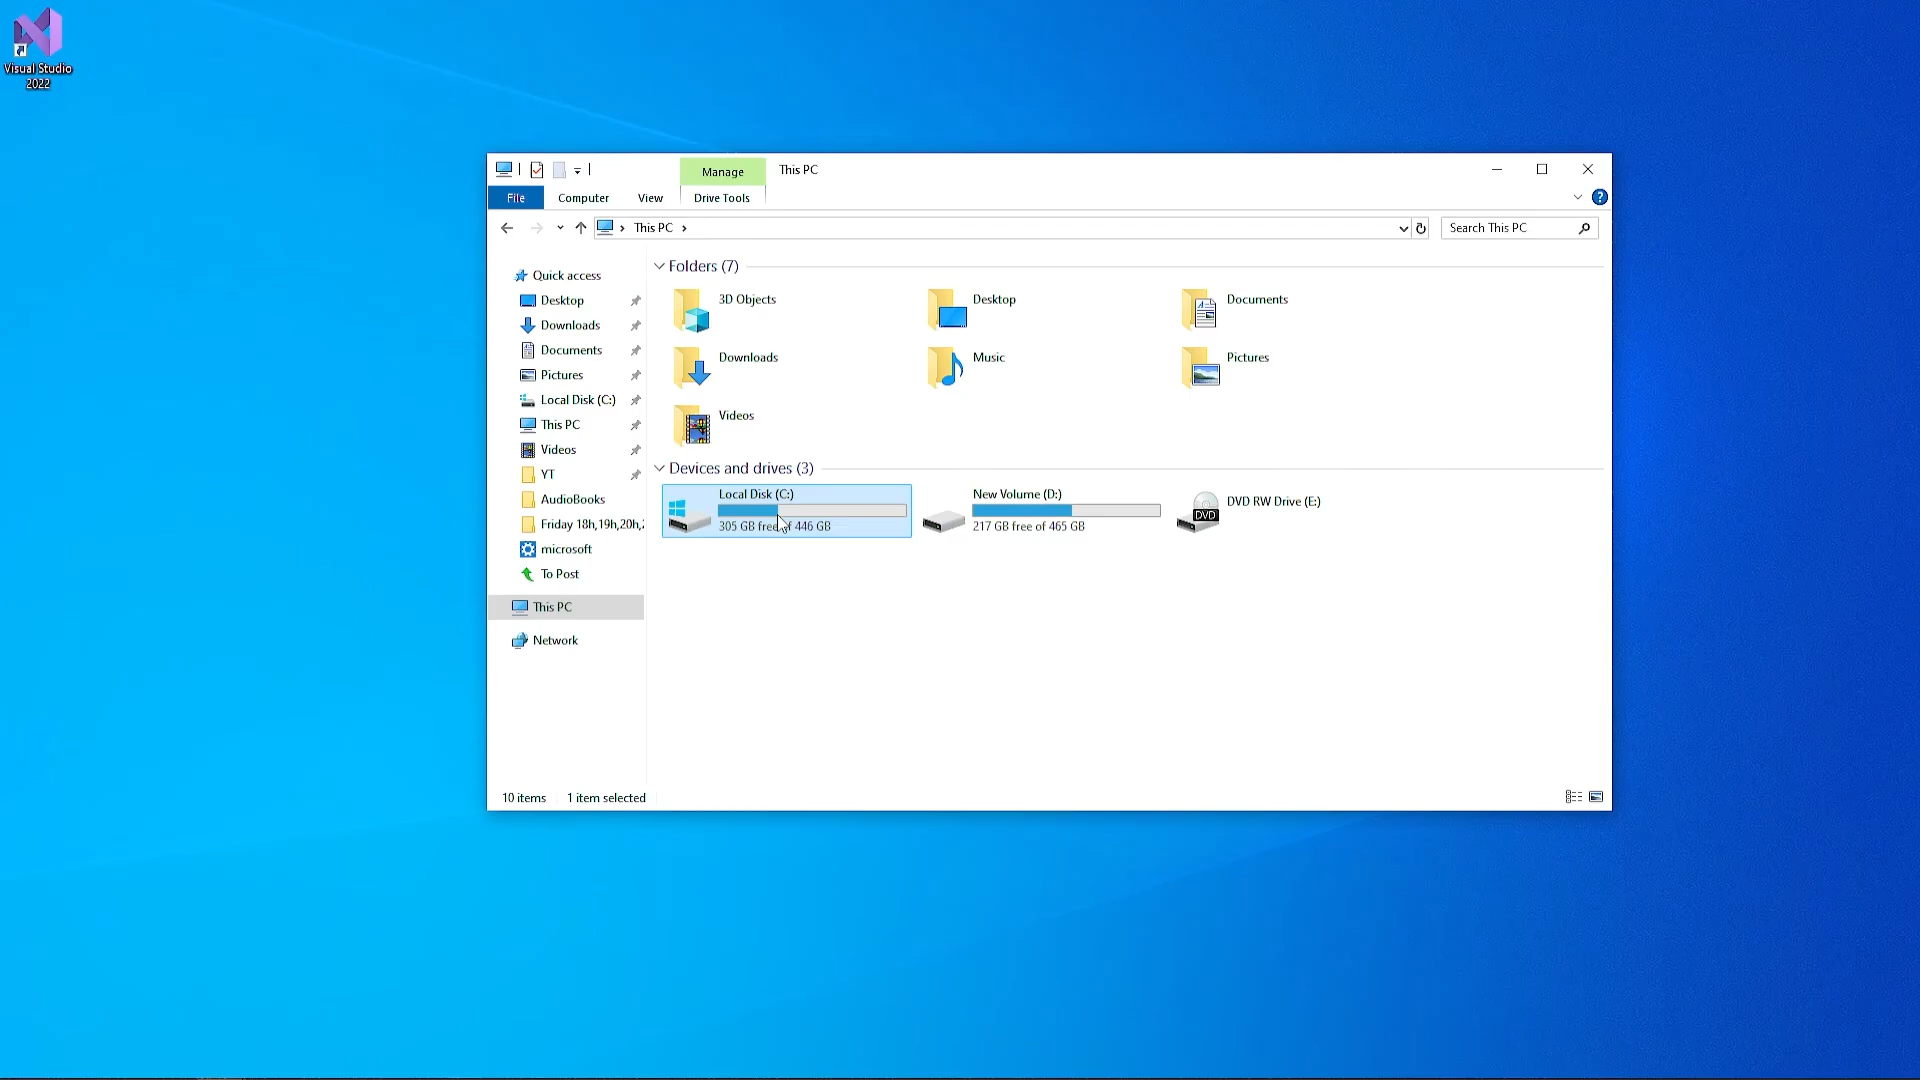 Visual Studio
2022
Manage
This PC
File
Computer
View
Drive Tools
This PC
Search This PC
Quick access
Desktop
Downloads
Documents
Pictures
Local Disk (C:)
This PC
Videos
YT
AudioBooks
Friday 18h,19h,20h,
microsoft
To Post
This PC
Network
Folders (7)
3D Objects
Desktop
Documents
Downloads
Music
Pictures
Videos
Devices and drives (3)
Local Disk (C:)
305 GB free of 446 GB
New Volume (D:)
217 GB free of 465 GB
DVD
DVD RW Drive (E:)
10 items
1 item selected